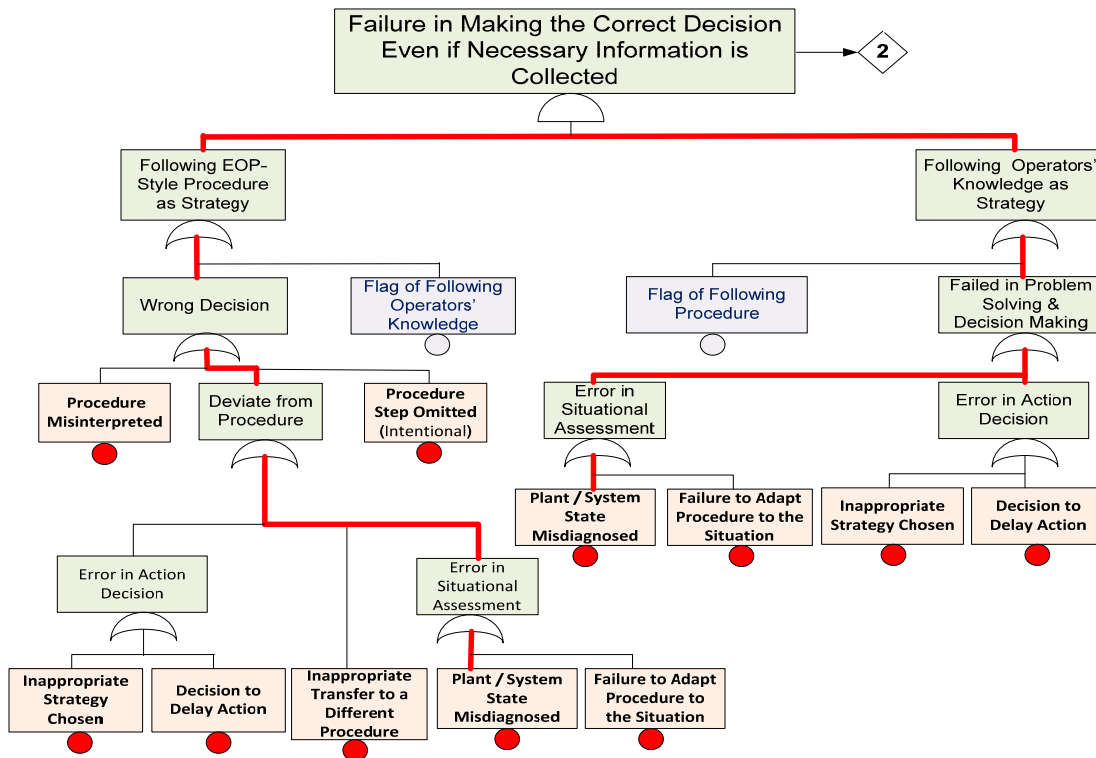 Failure in Making the Correct Decision
Even if Necessary Information is
Collected
2
Following EOP-
Style Procedure
as Strategy
Following Operators'
Knowledge as
Strategy
Wrong Decision
Flag of Following
Operators'
Knowledge
Flag of Following
Procedure
Failed in Problem
Solving &
Decision Making
Procedure
Misinterpreted
Deviate from
Procedure
Procedure
Step Omitted
(Intentional)
Error in
Situational
Assessment
Error in Action
Decision
Plant / System
State
Misdiagnosed
Failure to Adapt
Procedure to the
Situation
Inappropriate
Strategy Chosen
Decision to
Delay Action
Error in Action
Decision
Error in
Situational
Assessment
Inappropriate
Strategy
Chosen
Decision to
Delay Action
Inappropriate
Transfer to a
Different
Procedure
Plant / System
State
Misdiagnosed
Failure to Adapt
Procedure to
the Situation